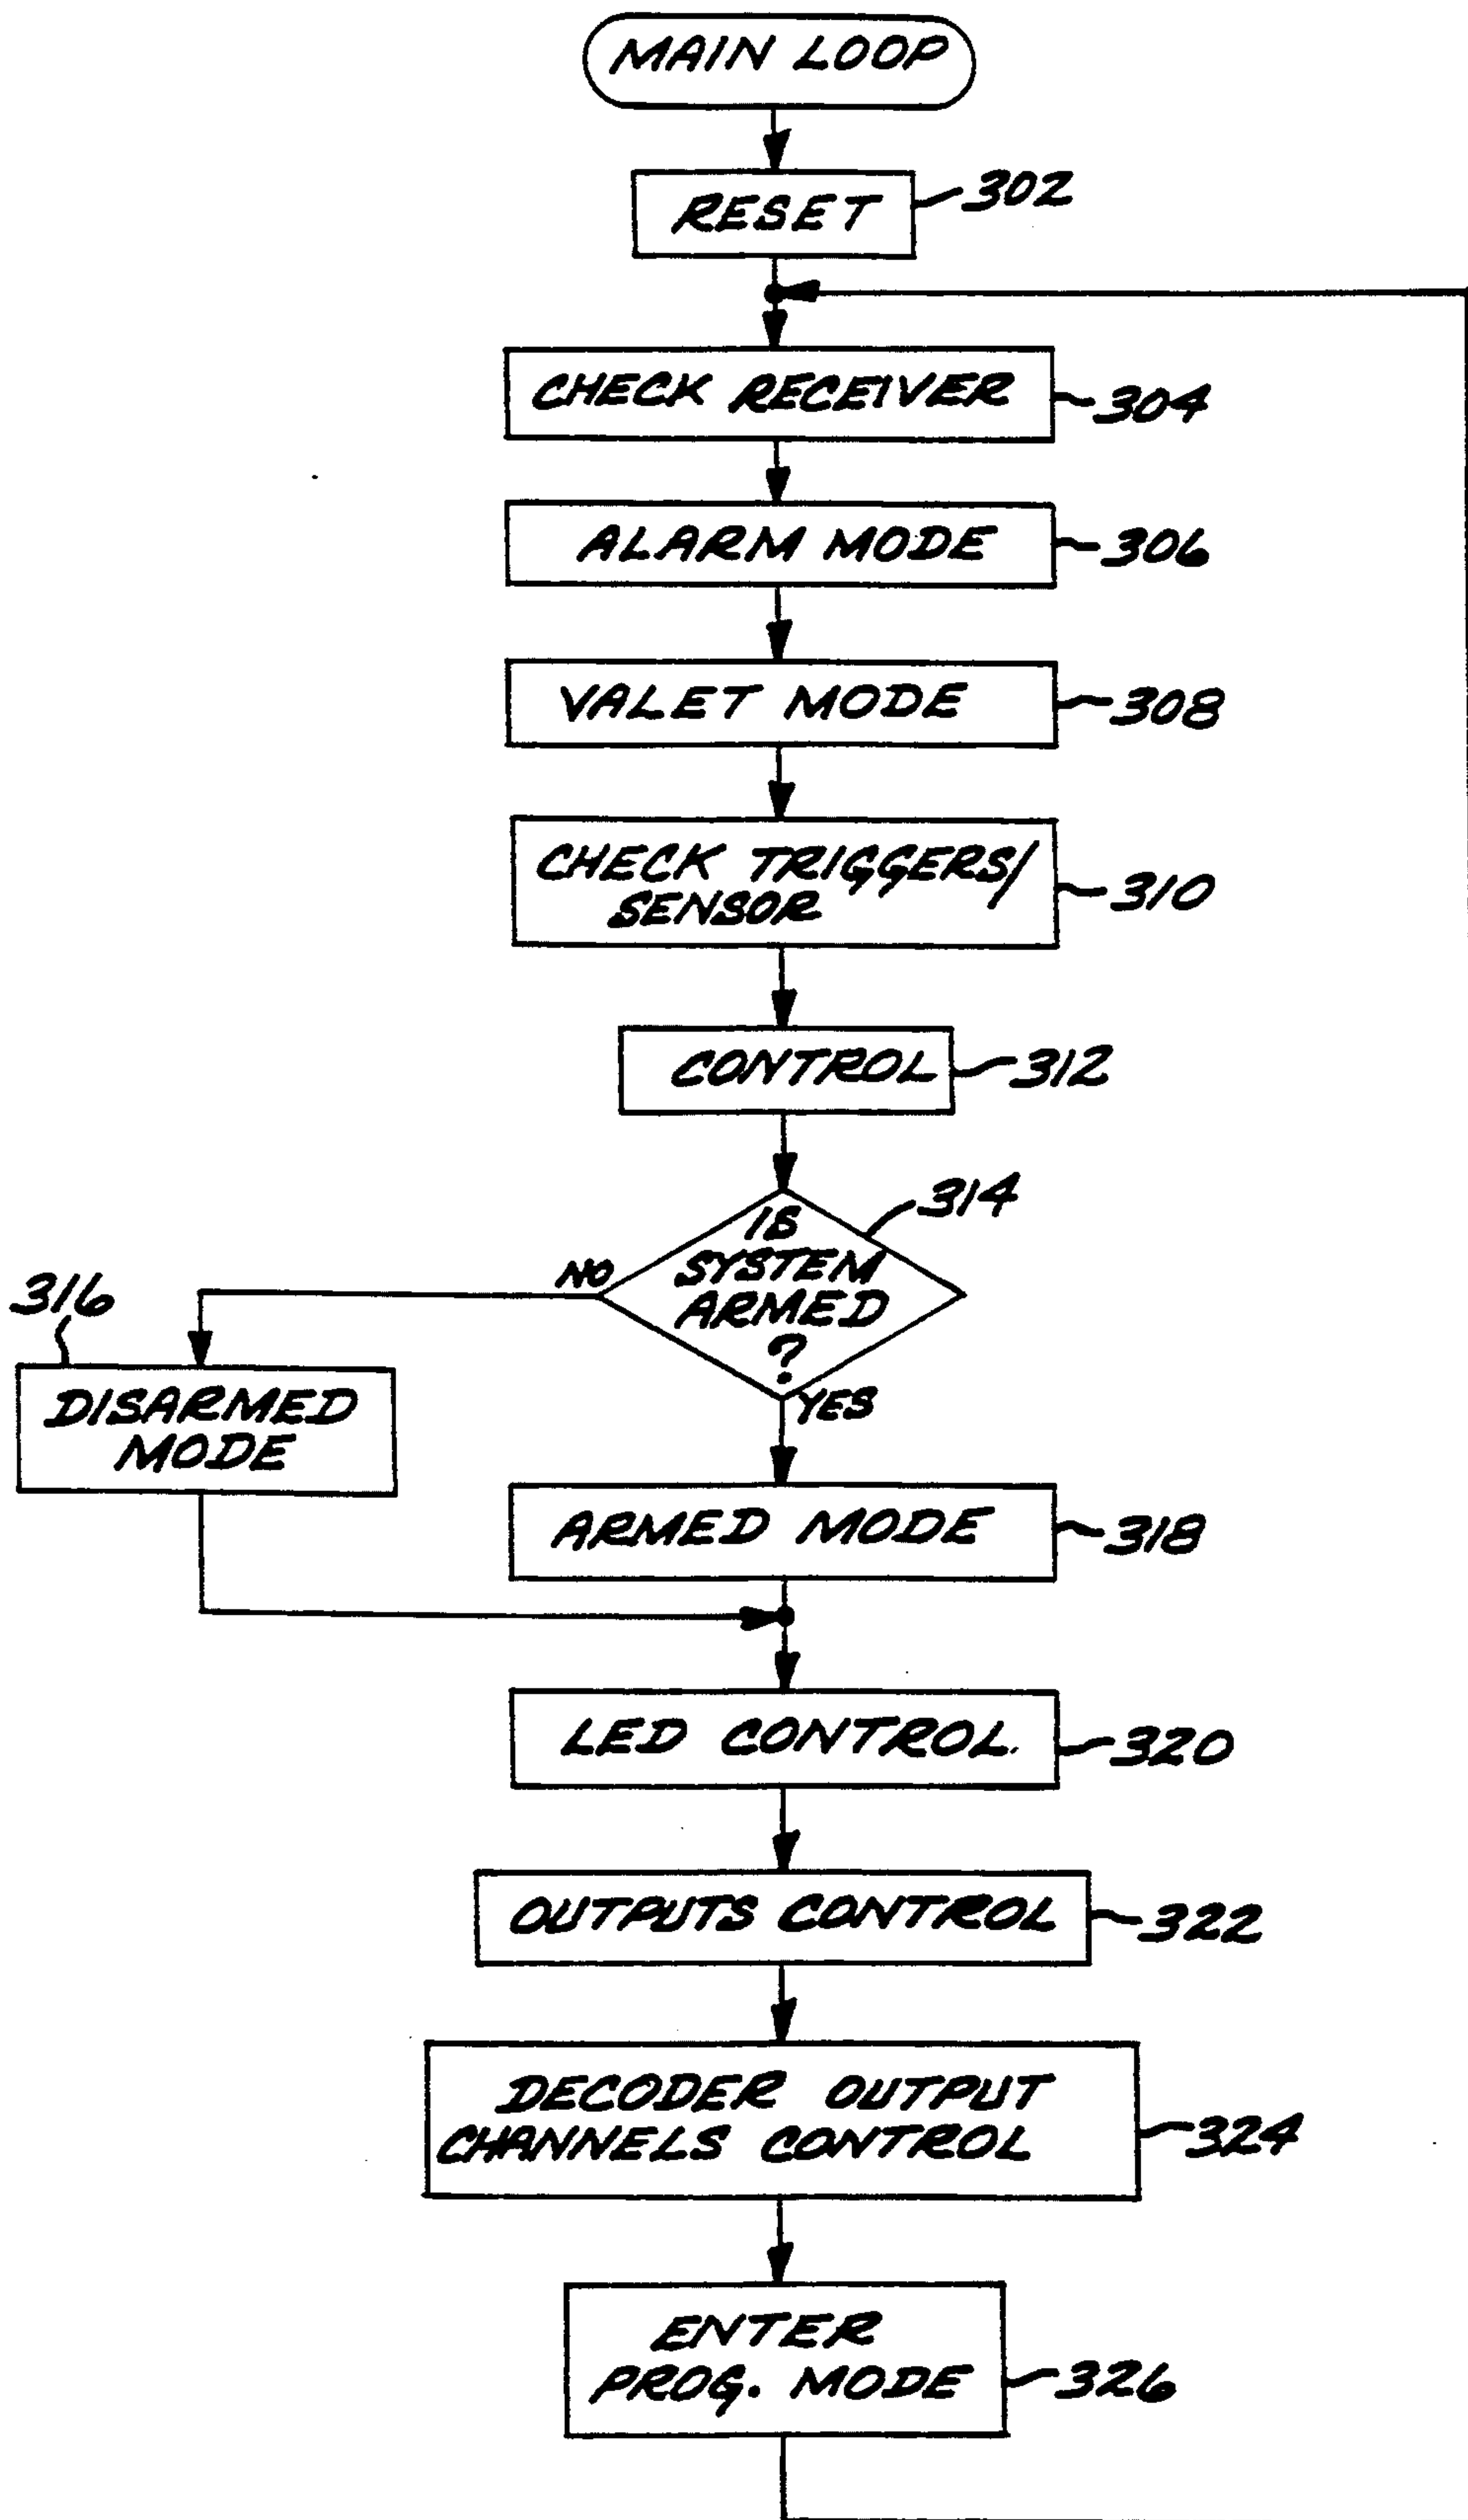 MAIN LOOP
RESET
302
CHECK RECEIVER
304
ALARM MODE
306
VALET MODE
308
CHECK TRIGGERS/
SENSOR
310
CONTROL
312
314
IS
SYSTEM
ARMED
?
NO
YES
316
DISARMED
MODE
ARMED MODE
318
LED CONTROL.
320
OUTPUTS CONTROL
322
DECODER OUTPUT
CHANNELS CONTROL
324
ENTER
PROG. MODE
326